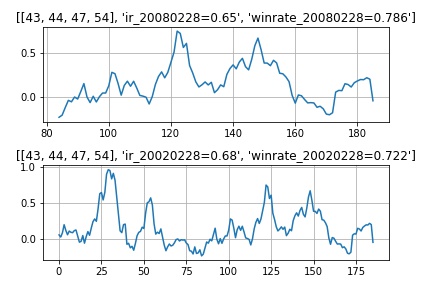 [[43, 44, 47, 54], 'ir_20080228=0.65', 'winrate_20080228=0.786']
0.5
0.0
80 100 120 140 160 180
[[43, 44, 47, 54], 'ir_20020228=0.68', 'winrate_20020228=0.722']
1.0
0.5
0.0
0 25 50 75 100 125 150 175